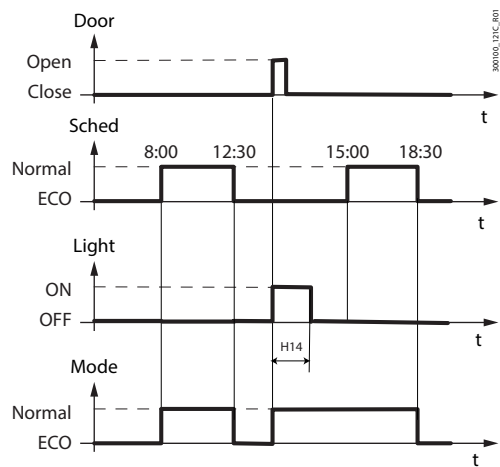 Door
300100_121C_R01
Open
Close
t
Sched
8:00 12:30 15:00 18:30
Normal
ECO
t
Light
ON
OFF
H14
t
Mode
Normal
ECO
t